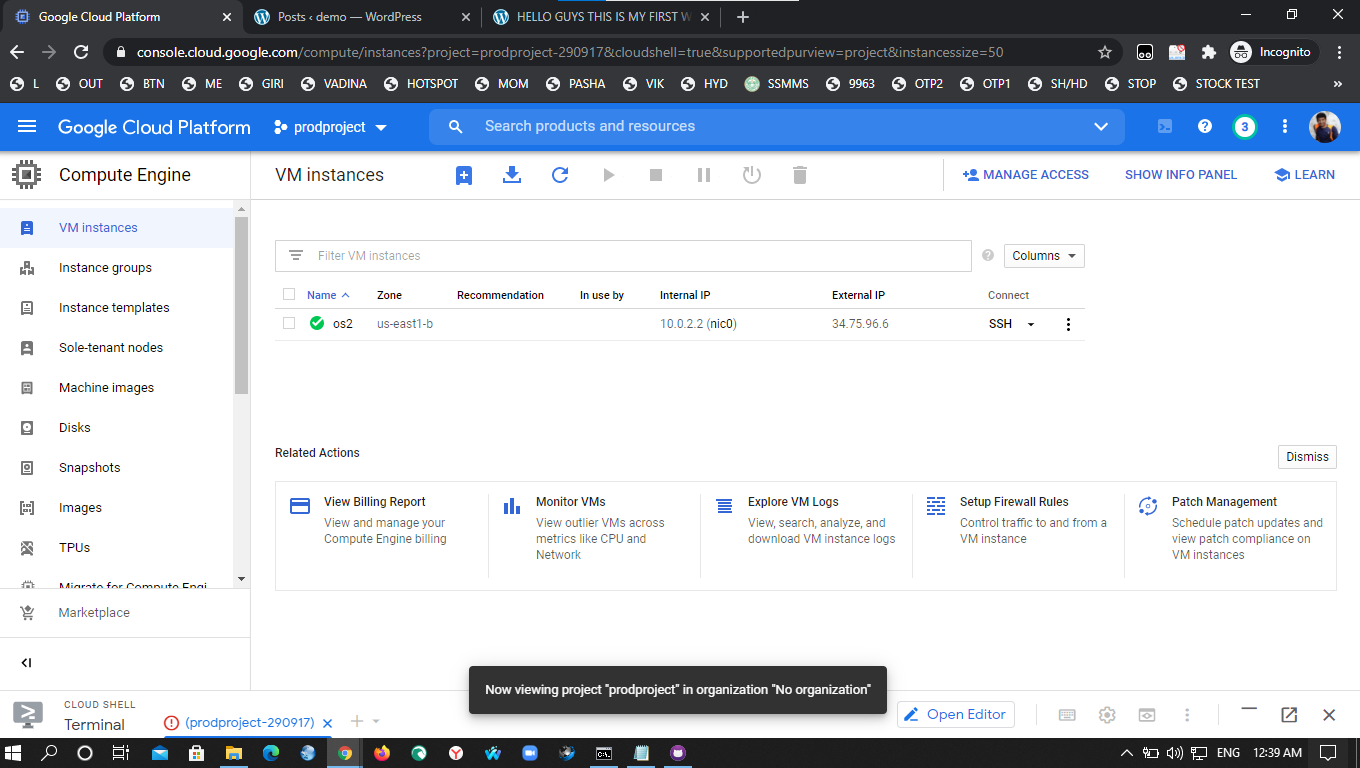 Google Cloud Platform
Posts ‹ demo — WordPress
HELLO GUYS THIS IS MY FIRST W
console.cloud.google.com/compute/instances?project=prodproject-290917&cloudshell=true&supportedpurview=project&instancessize=50
Incognito
L OUT BTN ME GIRI VADINA HOTSPOT MOM PASHA VIK HYD SSMMS 9963 OTP2 OTP1 SH/HD STOP STOCK TEST »
Google Cloud Platform
prodproject
Search products and resources
3
Compute Engine
VM instances
MANAGE ACCESS
SHOW INFO PANEL
LEARN
VM instances
Instance groups
Instance templates
Sole-tenant nodes
Machine images
Disks
Snapshots
Images
TPUs
Migrate for Compute Engi
Marketplace
Filter VM instances
Columns
Name Zone Recommendation In use by Internal IP External IP Connect
os2 us-east1-b 10.0.2.2 (nic0) 34.75.96.6 SSH
Related Actions
Dismiss
View Billing Report
View and manage your
Compute Engine billing
Monitor VMs
View outlier VMs across
metrics like CPU and
Network
Explore VM Logs
View, search, analyze, and
download VM instance logs
Setup Firewall Rules
Control traffic to and from a
VM instance
Patch Management
Schedule patch updates and
view patch compliance on
VM instances
Now viewing project "prodproject" in organization "No organization"
CLOUD SHELL
Terminal
(prodproject-290917)
Open Editor
ENG
12:39 AM